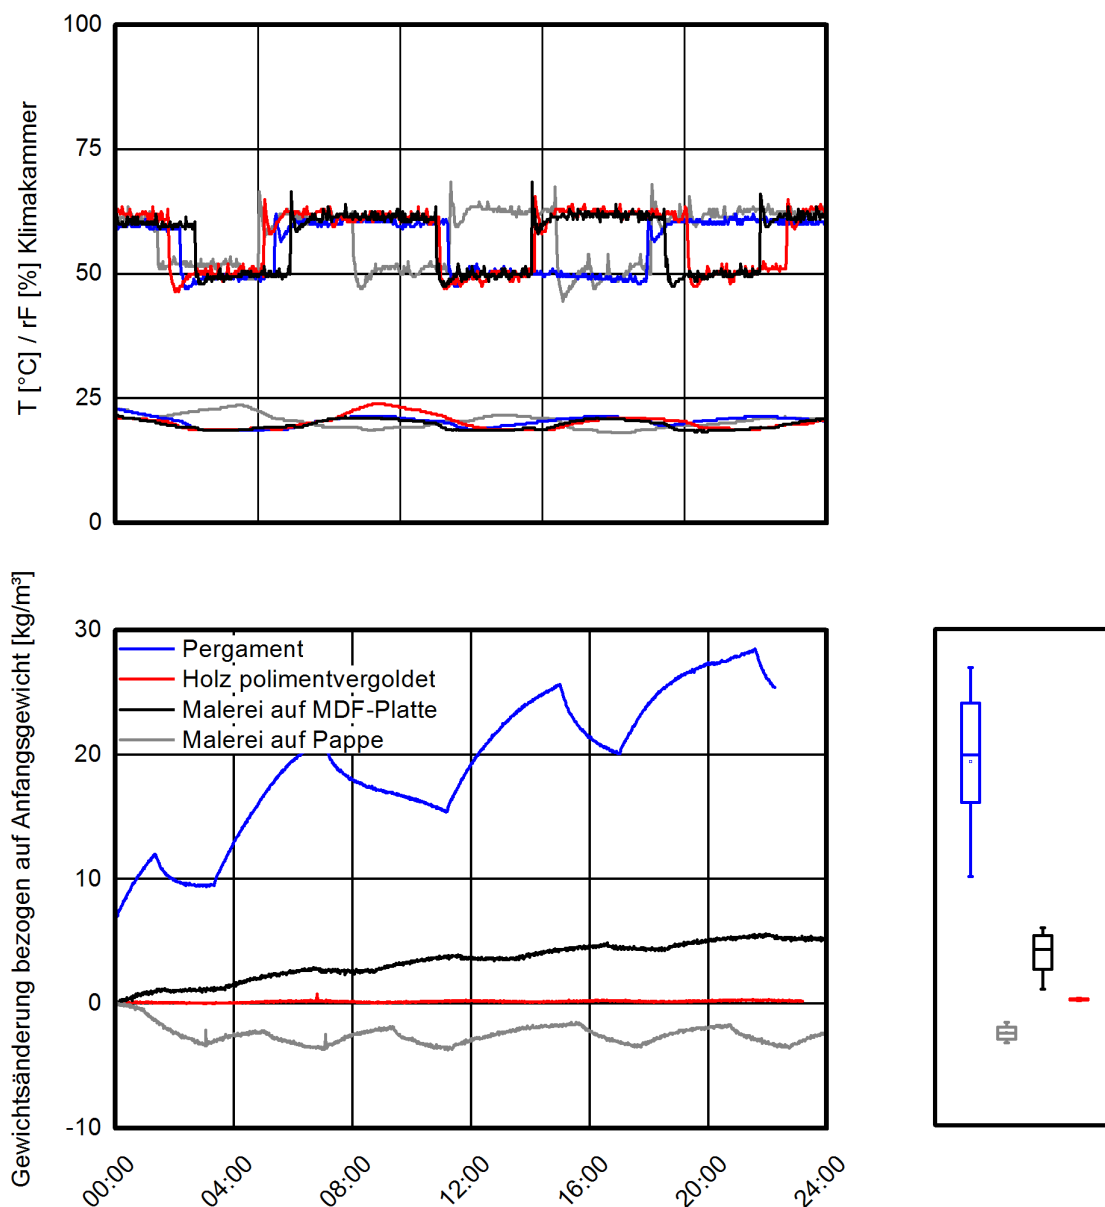 T [°C] / rF [%] Klimakammer
100
75
50
25
0
Gewichtsänderung bezogen auf Anfangsgewicht [kg/m³]
30
20
10
0
-10
Pergament
Holz polimentvergoldet
Malerei auf MDF-Platte
Malerei auf Pappe
00:00
04:00
08:00
12:00
16:00
20:00
24:00